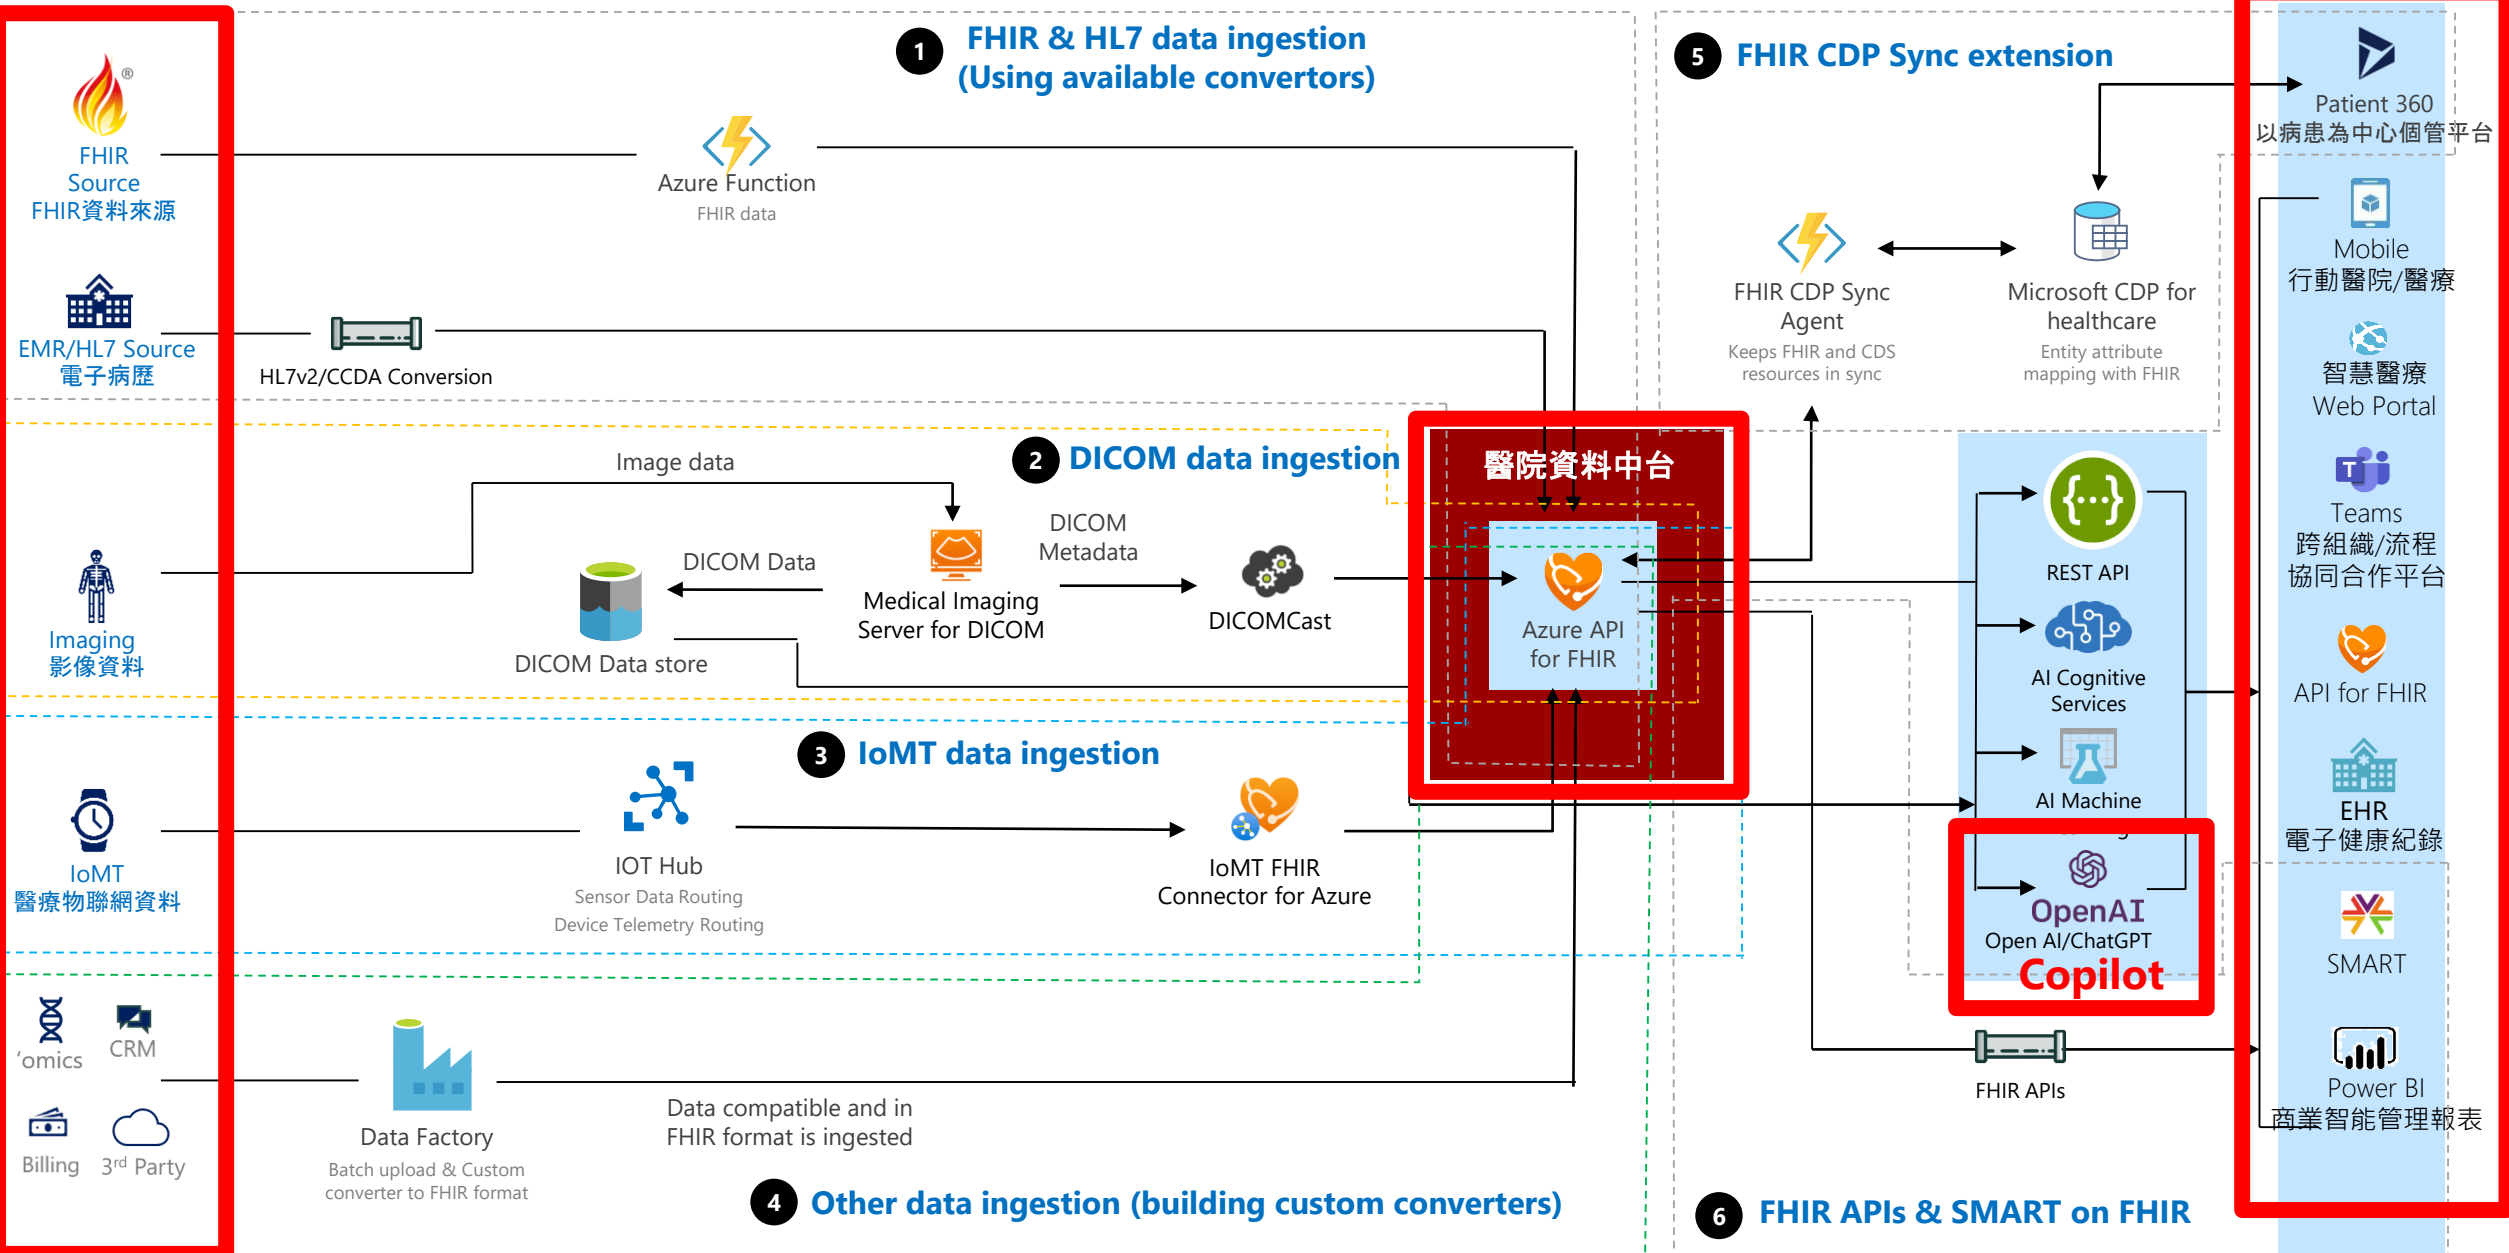 1
FHIR & HL7 data ingestion
(Using available convertors)
5
FHIR CDP Sync extension
FHIR
Source
FHIR資料來源
Azure Function
FHIR data
EMR/HL7 Source
電子病歷
HL7v2/CCDA Conversion
FHIR CDP Sync
Agent
Keeps FHIR and CDS
resources in sync
Microsoft CDP for
healthcare
Entity attribute
mapping with FHIR
Patient 360
以病患為中心個管平台
Mobile
行動醫院/醫療
智慧醫療
Web Portal
Teams
跨組織/流程
協同合作平台
API for FHIR
EHR
電子健康紀錄
SMART
Power BI
商業智能管理報表
2
DICOM data ingestion
Image data
DICOM
Metadata
DICOM Data
Imaging
影像資料
DICOM Data store
Medical Imaging
Server for DICOM
DICOMCast
醫院資料中台
Azure API
for FHIR
REST API
AI Cognitive
Services
AI Machine
OpenAI
Open AI/ChatGPT
Copilot
3
IoMT data ingestion
IoMT
醫療物聯網資料
IOT Hub
Sensor Data Routing
Device Telemetry Routing
IoMT FHIR
Connector for Azure
'omics
CRM
Billing
3rd Party
Data Factory
Batch upload & Custom
converter to FHIR format
Data compatible and in
FHIR format is ingested
4
Other data ingestion (building custom converters)
FHIR APIs
6
FHIR APIs & SMART on FHIR